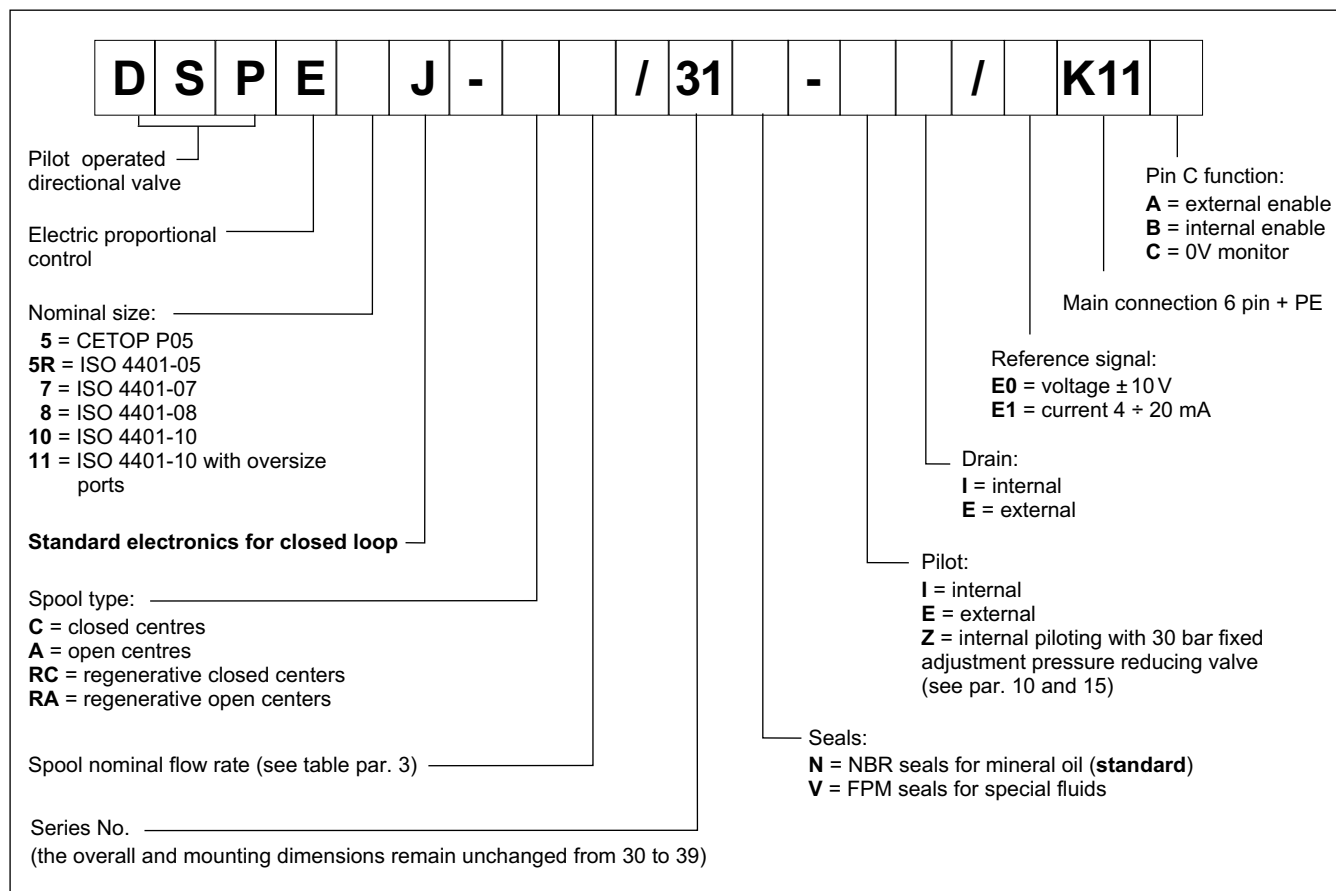 D S P E J - / 31 - / K11
Pilot operated
directional valve
Electric proportional
control
Nominal size:
5 = CETOP P05
5R = ISO 4401-05
7 = ISO 4401-07
8 = ISO 4401-08
10 = ISO 4401-10
11 = ISO 4401-10 with oversize
ports
Standard electronics for closed loop
Spool type:
C = closed centres
A = open centres
RC = regenerative closed centers
RA = regenerative open centers
Spool nominal flow rate (see table par. 3)
Series No.
(the overall and mounting dimensions remain unchanged from 30 to 39)
Pin C function:
A = external enable
B = internal enable
C = 0V monitor
Main connection 6 pin + PE
Reference signal:
E0 = voltage ±10 V
E1 = current 4 ÷ 20 mA
Drain:
I = internal
E = external
Pilot:
I = internal
E = external
Z = internal piloting with 30 bar fixed
adjustment pressure reducing valve
(see par. 10 and 15)
Seals:
N = NBR seals for mineral oil (standard)
V = FPM seals for special fluids